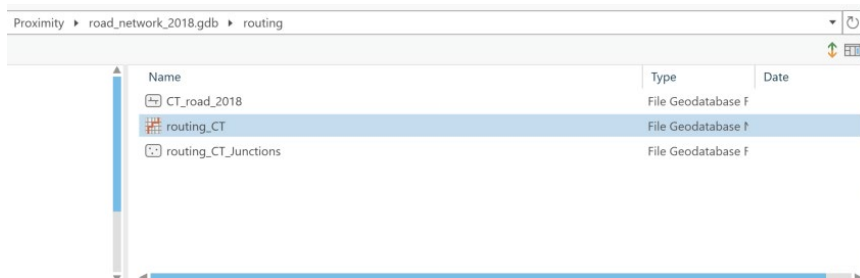 Proximity road_network_2018.gdb routing
Name Type Date
CT_road_2018 File Geodatabase F
routing_CT File Geodatabase N
routing_CT_Junctions File Geodatabase F